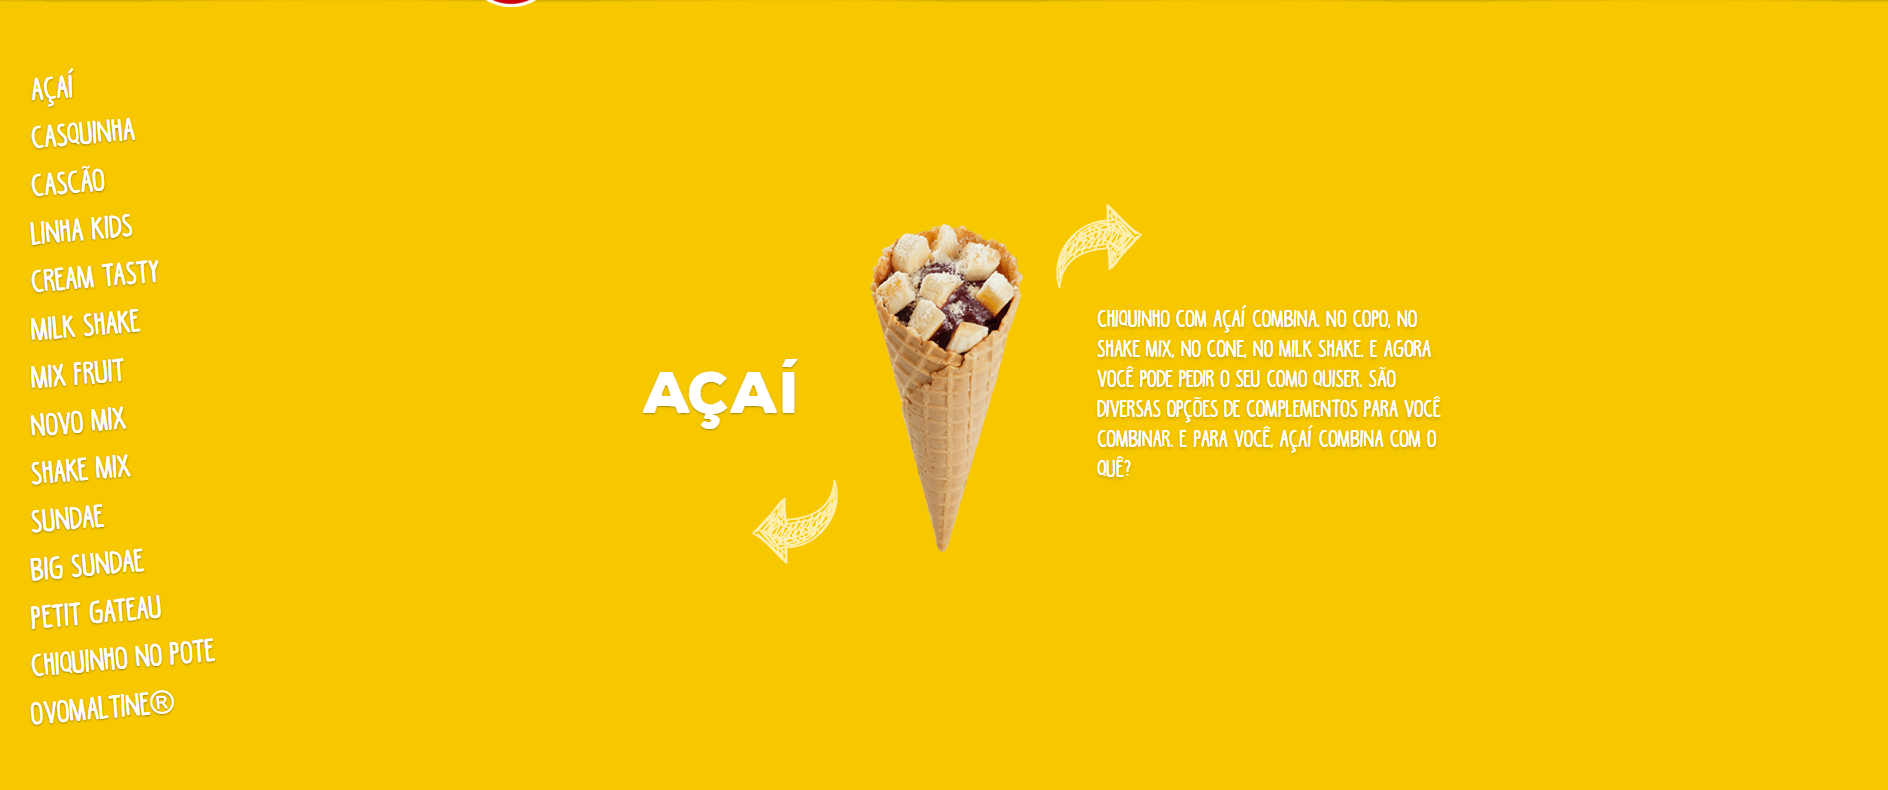 AÇAÍ
CASQUINHA
CASCÃO
LINHA KIDS
CREAM TASTY
MILK SHAKE
MIX FRUIT
NOVO MIX
SHAKE MIX
SUNDAE
BIG SUNDAE
PETIT GATEAU
CHIQUINHO NO POTE
OVOMALTINE®
AÇAÍ
CHIQUINHO COM AÇAÍ COMBINA. NO COPO, NO
SHAKE MIX, NO CONE, NO MILK SHAKE. E AGORA
VOCÊ PODE PEDIR O SEU COMO QUISER. SÃO
DIVERSAS OPÇÕES DE COMPLEMENTOS PARA VOCÊ
COMBINAR. E PARA VOCÊ, AÇAÍ COMBINA COM O
QUÊ?